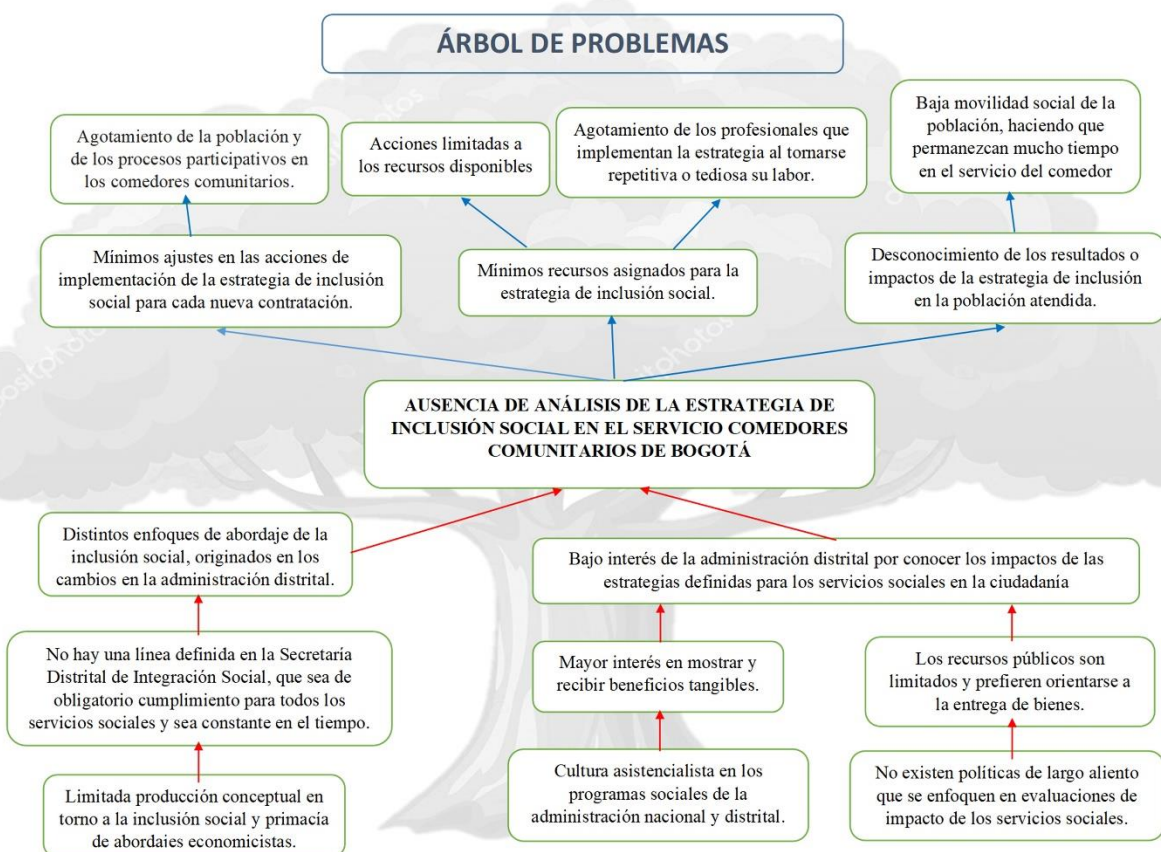 ÁRBOL DE PROBLEMAS
Agotamiento de la población y
de los procesos participativos en
los comedores comunitarios.
Acciones limitadas a
los recursos disponibles
Agotamiento de los profesionales que
implementan la estrategia al tornarse
repetitiva o tediosa su labor.
Baja movilidad social de la
población, haciendo que
permanezcan mucho tiempo
en el servicio del comedor
Mínimos ajustes en las acciones de
implementación de la estrategia de inclusión
social para cada nueva contratación.
Mínimos recursos asignados para la
estrategia de inclusión social.
Desconocimiento de los resultados o
impactos de la estrategia de inclusión
en la población atendida.
AUSENCIA DE ANÁLISIS DE LA ESTRATEGIA DE
INCLUSIÓN SOCIAL EN EL SERVICIO COMEDORES
COMUNITARIOS DE BOGOTÁ
Distintos enfoques de abordaje de la
inclusión social, originados en los
cambios en la administración distrital.
Bajo interés de la administración distrital por conocer los impactos de las
estrategias definidas para los servicios sociales en la ciudadanía
No hay una línea definida en la Secretaría
Distrital de Integración Social, que sea de
obligatorio cumplimiento para todos los
servicios sociales y sea constante en el tiempo.
Mayor interés en mostrar y
recibir beneficios tangibles.
Los recursos públicos son
limitados y prefieren orientarse a
la entrega de bienes.
Limitada producción conceptual en
torno a la inclusión social y primacía
de abordajes economicistas.
Cultura asistencialista en los
programas sociales de la
administración nacional y distrital.
No existen políticas de largo aliento
que se enfoquen en evaluaciones de
impacto de los servicios sociales.